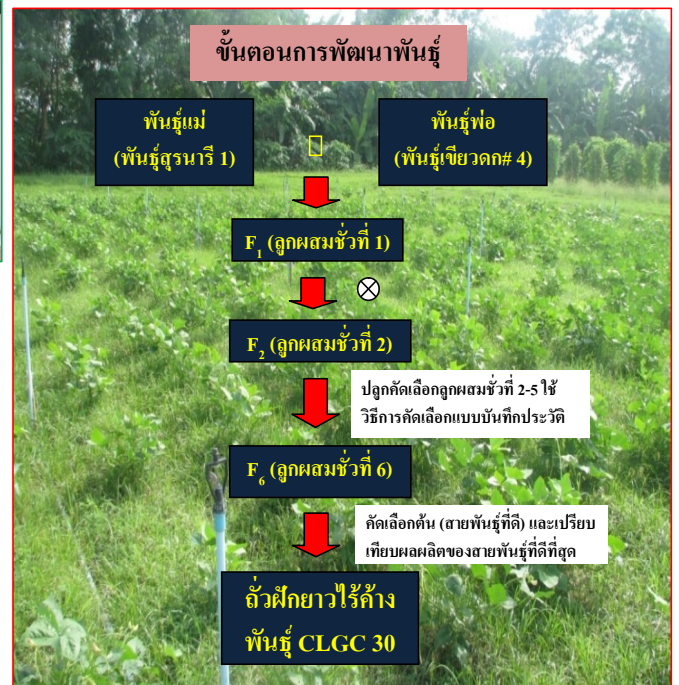 ขั้นตอนการพัฒนาพันธุ์
พันธุ์แม่
(พันธุ์สุรนารี 1)
พันธุ์พ่อ
(พันธุ์เขียวดก# 4)
F1 (ลูกผสมชั่วที่ 1)
F2 (ลูกผสมชั่วที่ 2)
ปลูกคัดเลือกลูกผสมชั่วที่ 2-5 ใช้
วิธีการคัดเลือกแบบบันทึกประวัติ
F6 (ลูกผสมชั่วที่ 6)
คัดเลือกต้น (สายพันธุ์ที่ดี) และเปรียบ
เทียบผลผลิตของสายพันธุ์ที่ดีที่สุด
ถั่วฝักยาวไร้ค้าง
พันธุ์ CLGC 30